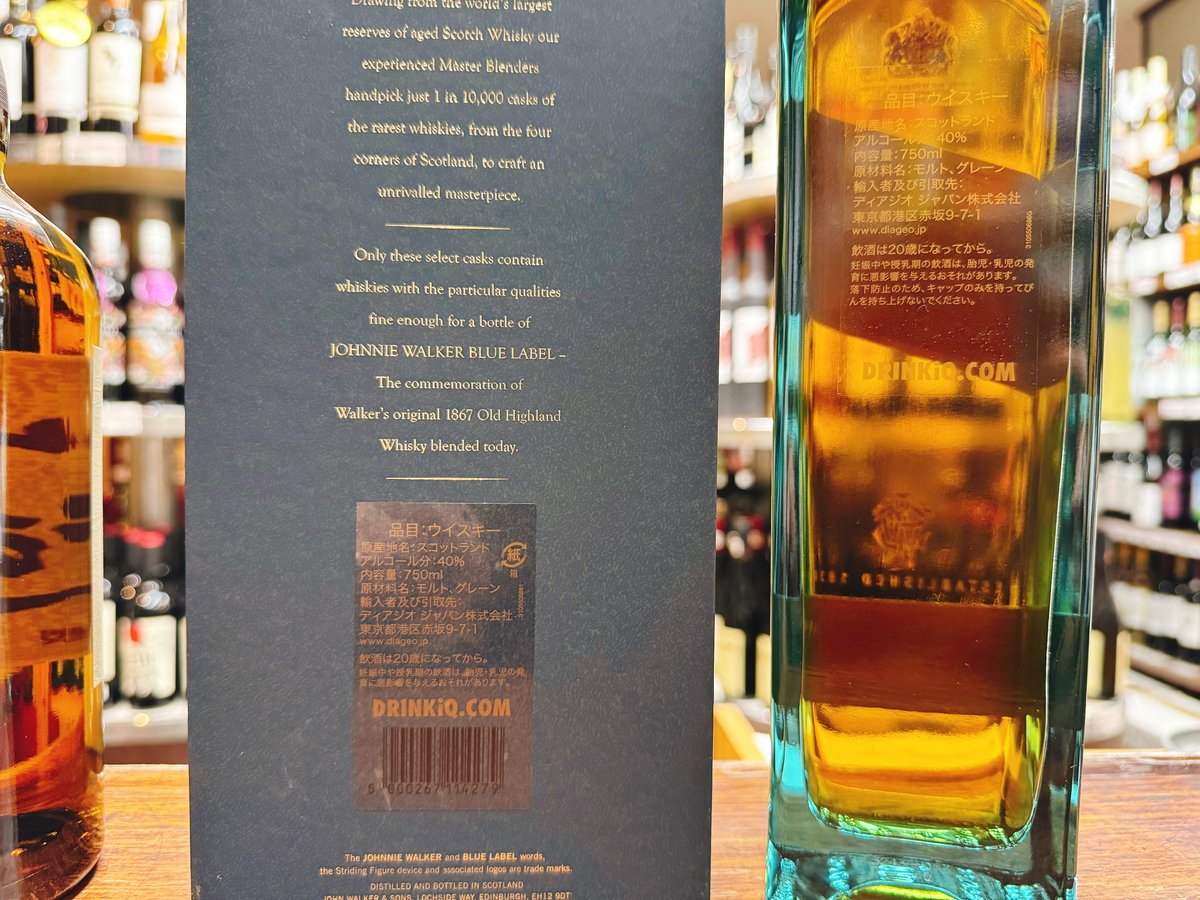 Drawing from the world's largest
reserves of aged Scotch Whisky our
experienced Master Blenders
handpick just 1 in 10,000 casks of
the rarest whiskies, from the four
corners of Scotland, to craft an
unrivalled masterpiece.
Only these select casks contain
whiskies with the particular qualities
fine enough for a bottle of
JOHNNIE WALKER BLUE LABEL –
The commemoration of
Walker's original 1867 Old Highland
Whisky blended today.
品目:ウイスキー
原産地名:スコットランド
アルコール分:40%
内容量:750ml
原材料名:モルト、グレーン
輸入者及び引取先:
ディアジオ ジャパン株式会社
東京都港区赤坂9-7-1
www.diageo.jp
飲酒は20歳になってから。
妊娠中や授乳期の飲酒は、胎児・乳児の発
育に悪影響を与えるおそれがあります。
紙
箱
DRINKiQ.COM
5 000267 114279
The JOHNNIE WALKER and BLUE LABEL words,
the Striding Figure device and associated logos are trade marks.
DISTILLED AND BOTTLED IN SCOTLAND
JOHN WALKER & SONS, LOCHSIDE WAY, EDINBURGH, EH12 9DT
品目:ウイスキー
原産地名:スコットランド
アルコール分:40%
内容量:750ml
原材料名:モルト、グレーン
輸入者及び引取先:
ディアジオ ジャパン株式会社
東京都港区赤坂9-7-1
www.diageo.jp
飲酒は20歳になってから。
妊娠中や授乳期の飲酒は、胎児・乳児の発
育に悪影響を与えるおそれがあります。
落下防止のため、キャップのみを持ってび
んを持ち上げないでください。
DRINKiQ.COM
ESTABLISHED